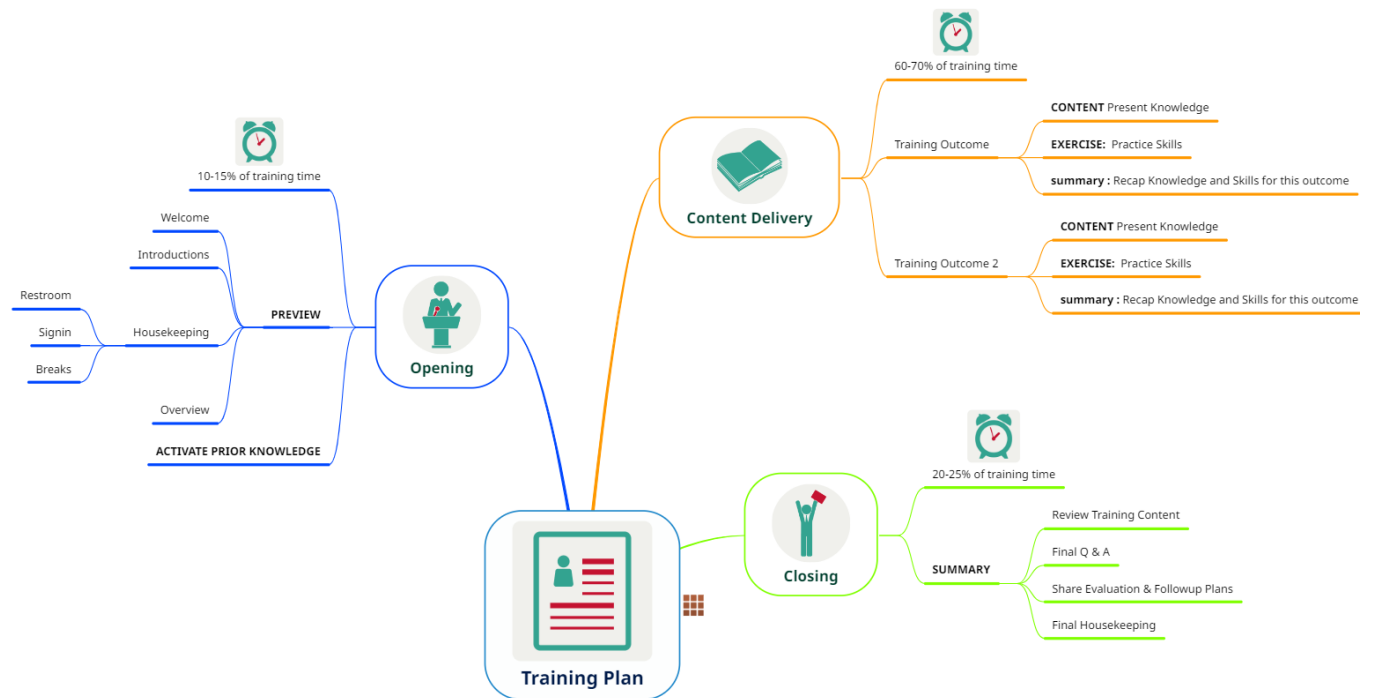 10-15% of training time
Welcome
Introductions
PREVIEW
Restroom
Signin
Breaks
Housekeeping
Overview
ACTIVATE PRIOR KNOWLEDGE
Opening
60-70% of training time
Content Delivery
Training Outcome
CONTENT Present Knowledge
EXERCISE: Practice Skills
summary : Recap Knowledge and Skills for this outcome
Training Outcome 2
CONTENT Present Knowledge
EXERCISE: Practice Skills
summary : Recap Knowledge and Skills for this outcome
Closing
20-25% of training time
SUMMARY
Review Training Content
Final Q & A
Share Evaluation & Followup Plans
Final Housekeeping
Training Plan